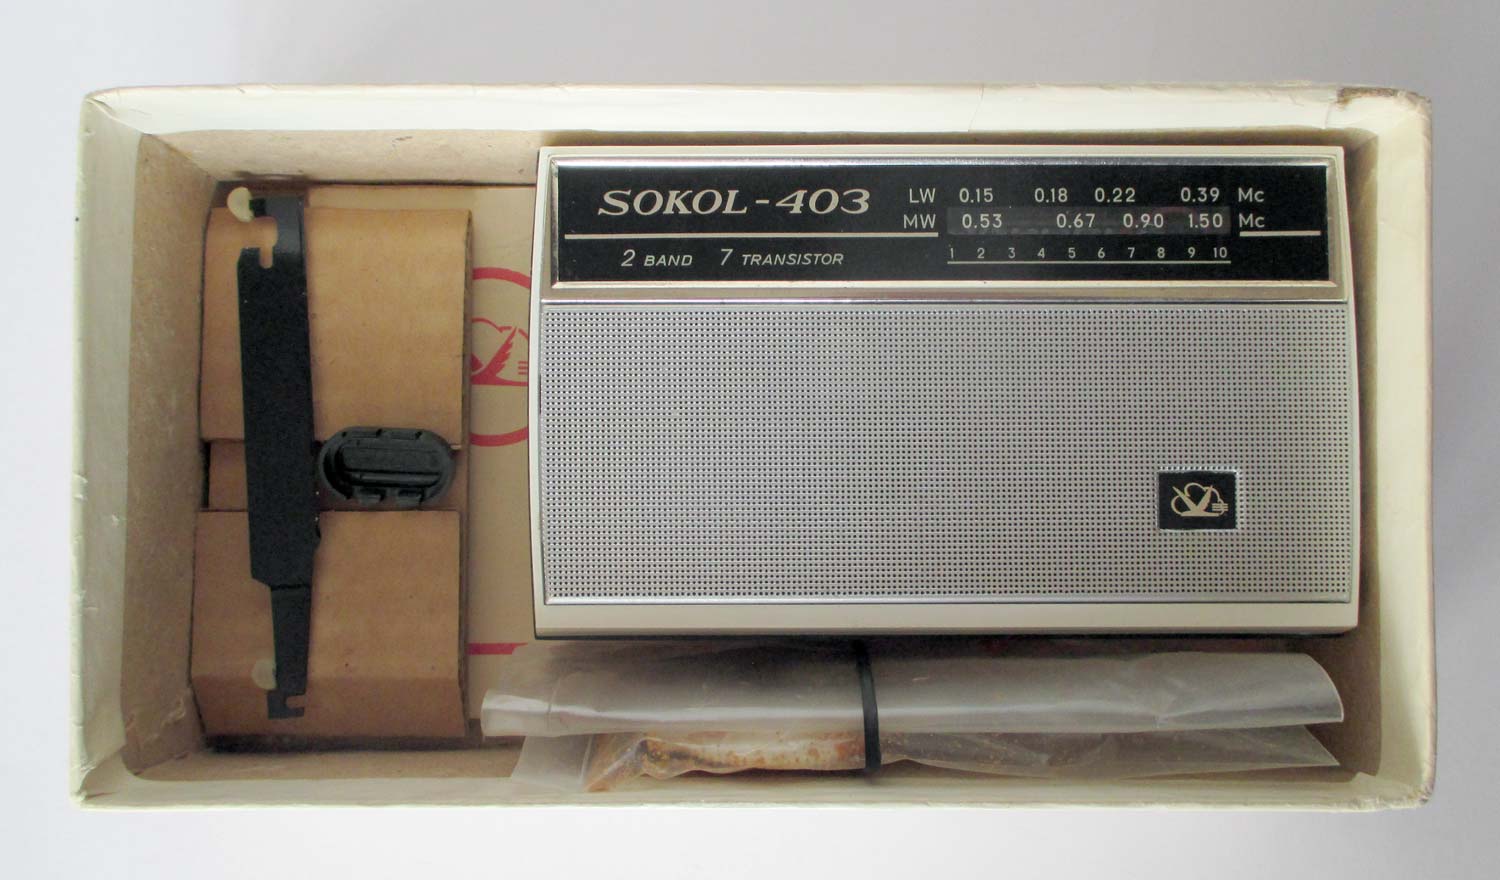 SOKOL-403
2 BAND 7 TRANSISTOR
LW 0.15 0.18 0.22 0.39 Mc
MW 0.53 0.67 0.90 1.50 Mc
1 2 3 4 5 6 7 8 9 10